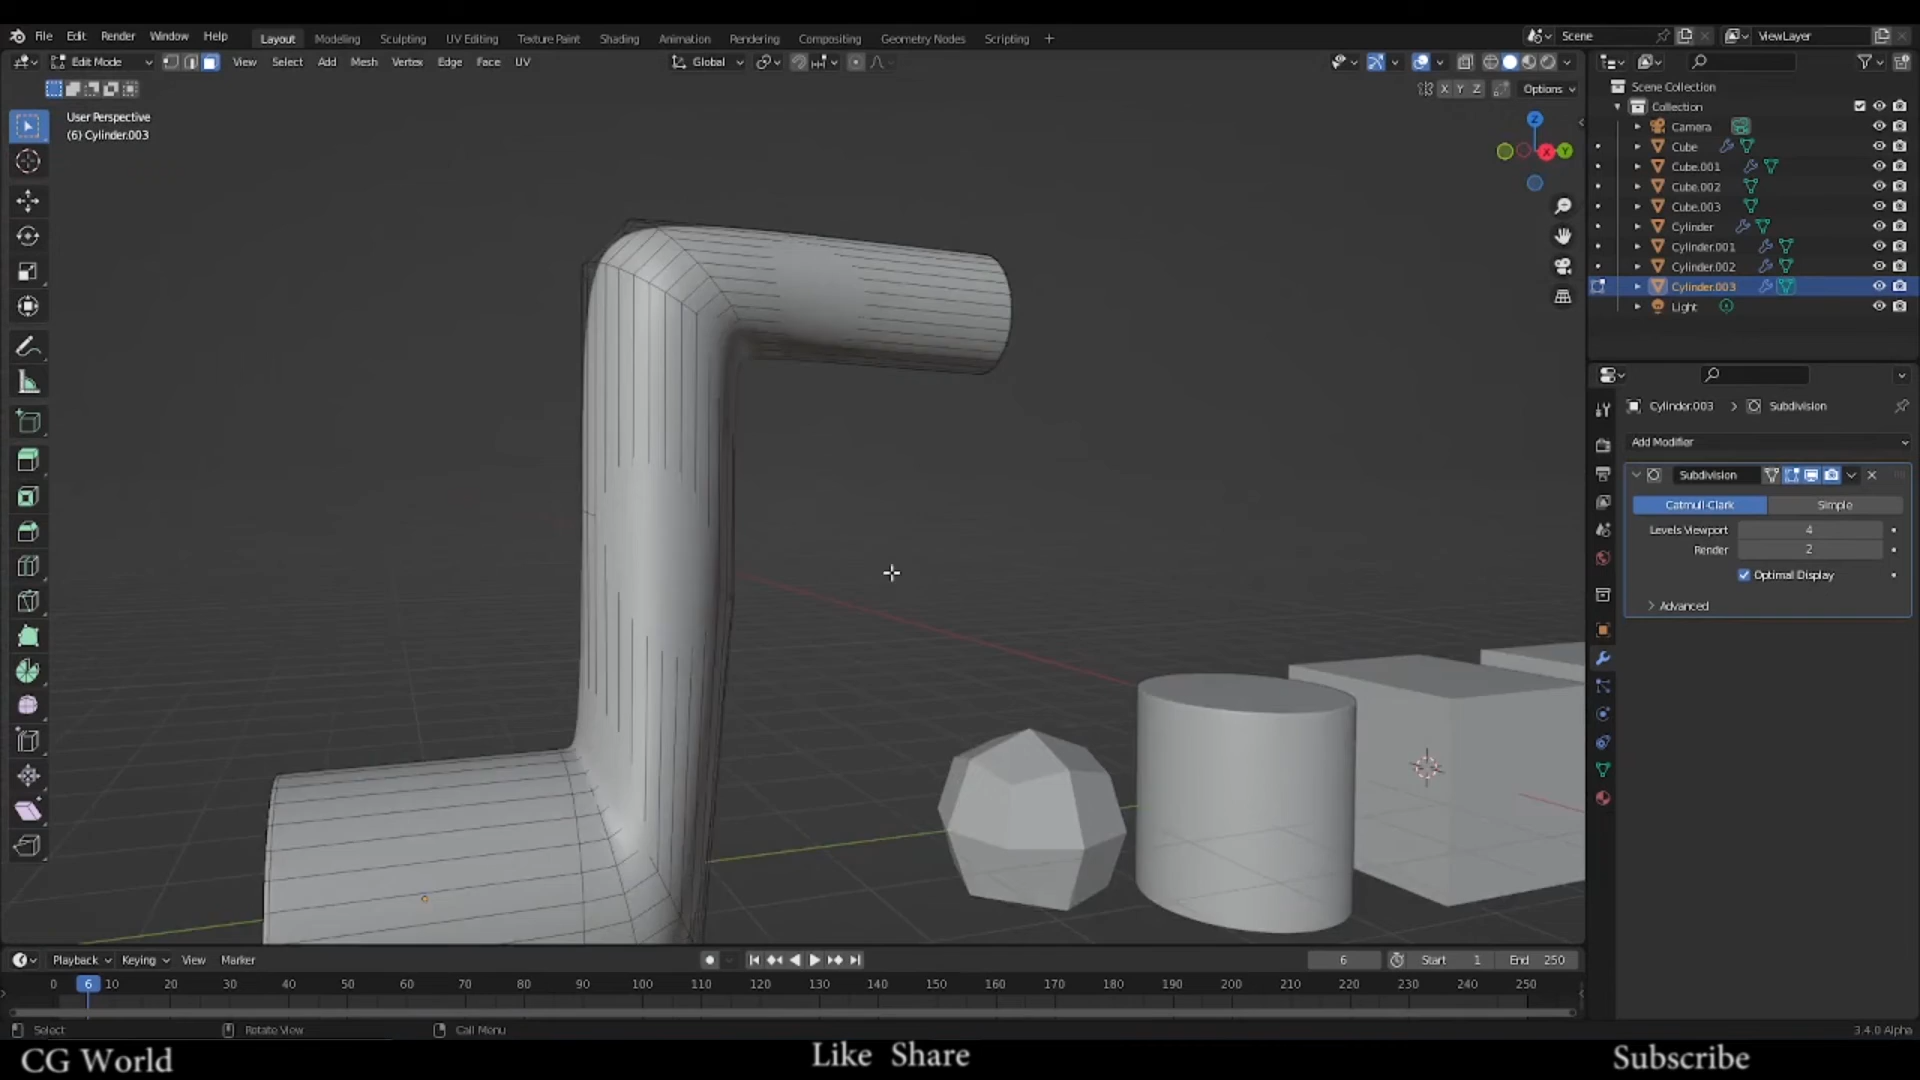 File Edit Render Window Help Layout Modeling Sculpting UV Editing Texture Paint Shading Animation Rendering Compositing Geometry Nodes Scripting + Scene ViewLayer
Edit Mode View Select Add Mesh Vertex Edge Face UV Global
X Y Z Options
User Perspective
(6) Cylinder.003
Z
X Y
Scene Collection
Collection
Camera
Cube
Cube.001
Cube.002
Cube.003
Cylinder
Cylinder.001
Cylinder.002
Cylinder.003
Light
Cylinder.003 > Subdivision
Add Modifier
Subdivision
Catmull-Clark Simple
Levels Viewport 4
Render 2
Optimal Display
Advanced
Playback Keying View Marker 6 Start 1 End 250
0 6 10 20 30 40 50 60 70 80 90 100 110 120 130 140 150 160 170 180 190 200 210 220 230 240 250
Select Rotate View Call Menu 3.4.0 Alpha
CG World Like Share Subscribe